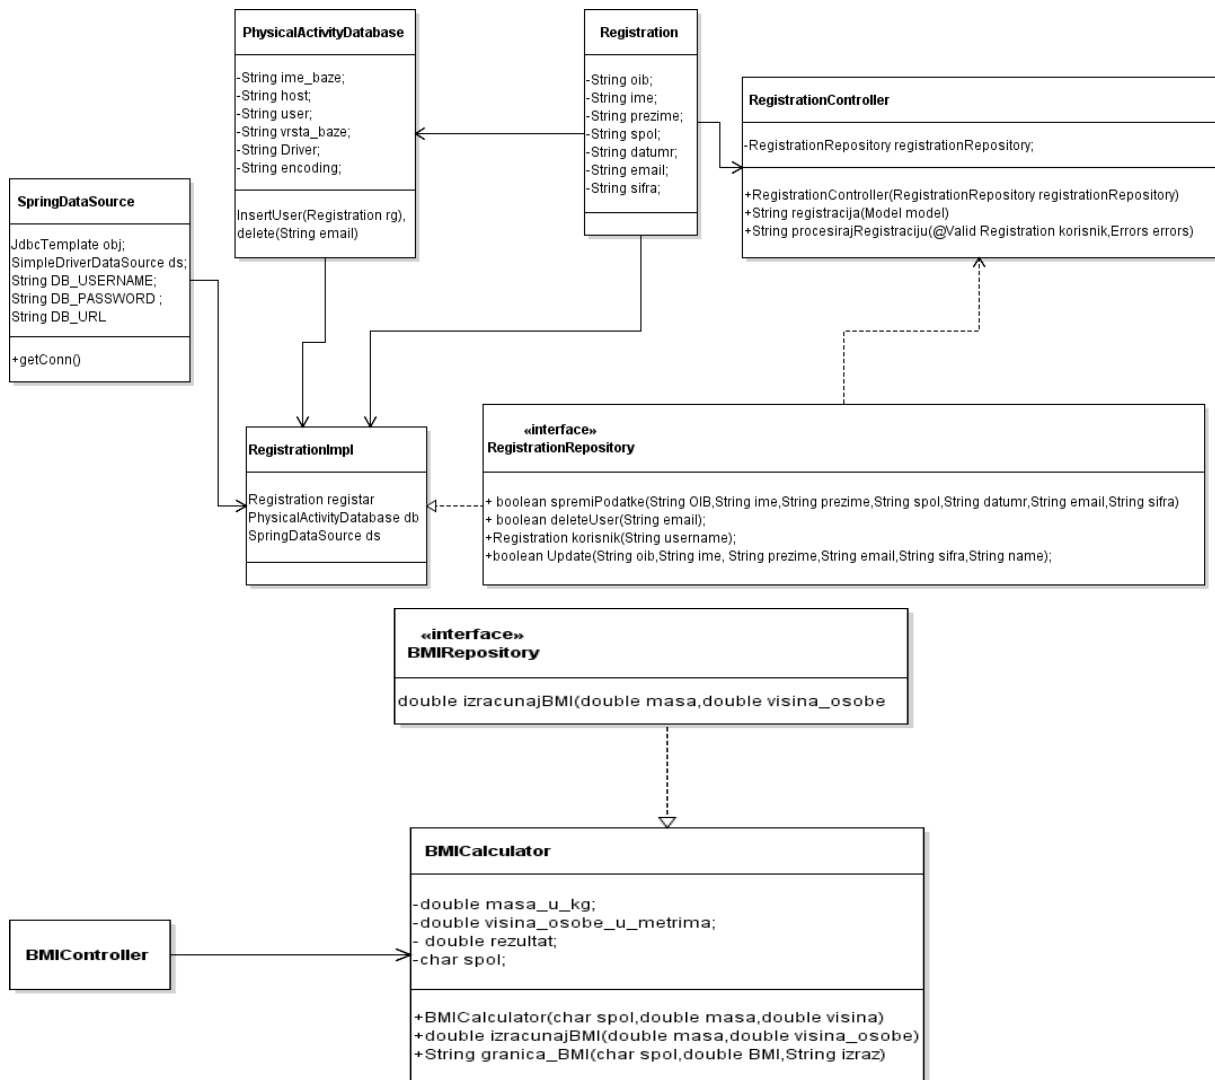 PhysicalActivityDatabase
-String ime_baze;
-String host;
-String user;
-String vrsta_baze;
-String Driver;
-String encoding;
InsertUser(Registration rg),
delete(String email)
Registration
-String oib;
-String ime;
-String prezime;
-String spol;
-String datumr;
-String email;
-String sifra;
RegistrationController
-RegistrationRepository registrationRepository;
+RegistrationController(RegistrationRepository registrationRepository)
+String registracija(Model model)
+String procesirajRegistraciju(@Valid Registration korisnik,Errors errors)
SpringDataSource
JdbcTemplate obj;
SimpleDriverDataSource ds;
String DB_USERNAME;
String DB_PASSWORD ;
String DB_URL
+getConn()
RegistrationImpl
Registration registar
PhysicalActivityDatabase db
SpringDataSource ds
«interface»
RegistrationRepository
+ boolean spremiPodatke(String OIB,String ime,String prezime,String spol,String datumr,String email,String sifra)
+ boolean deleteUser(String email);
+Registration korisnik(String username);
+boolean Update(String oib,String ime, String prezime,String email,String sifra,String name);
«interface»
BMIRepository
double izracunajBMI(double masa,double visina_osobe
BMICalculator
-double masa_u_kg;
-double visina_osobe_u_metrima;
- double rezultat;
-char spol;
+BMICalculator(char spol,double masa,double visina)
+double izracunajBMI(double masa,double visina_osobe)
+String granica_BMI(char spol,double BMI,String izraz)
BMIController